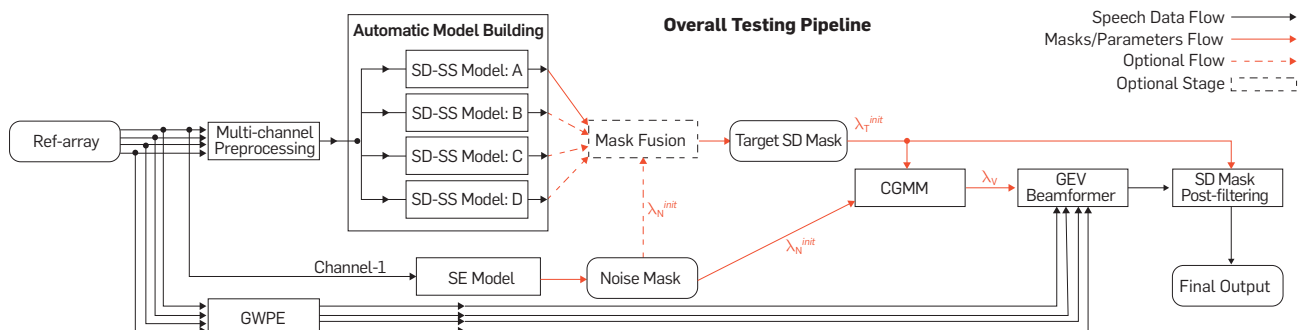 Overall Testing Pipeline
Speech Data Flow
Masks/Parameters Flow
Optional Flow
Optional Stage
Automatic Model Building
SD-SS Model: A
SD-SS Model: B
SD-SS Model: C
SD-SS Model: D
Ref-array
Multi-channel
Preprocessing
Mask Fusion
Target SD Mask
λ_T^init
CGMM
λ_V
GEV
Beamformer
SD Mask
Post-filtering
λ_N^init
λ_N^init
Channel-1
SE Model
Noise Mask
Final Output
GWPE